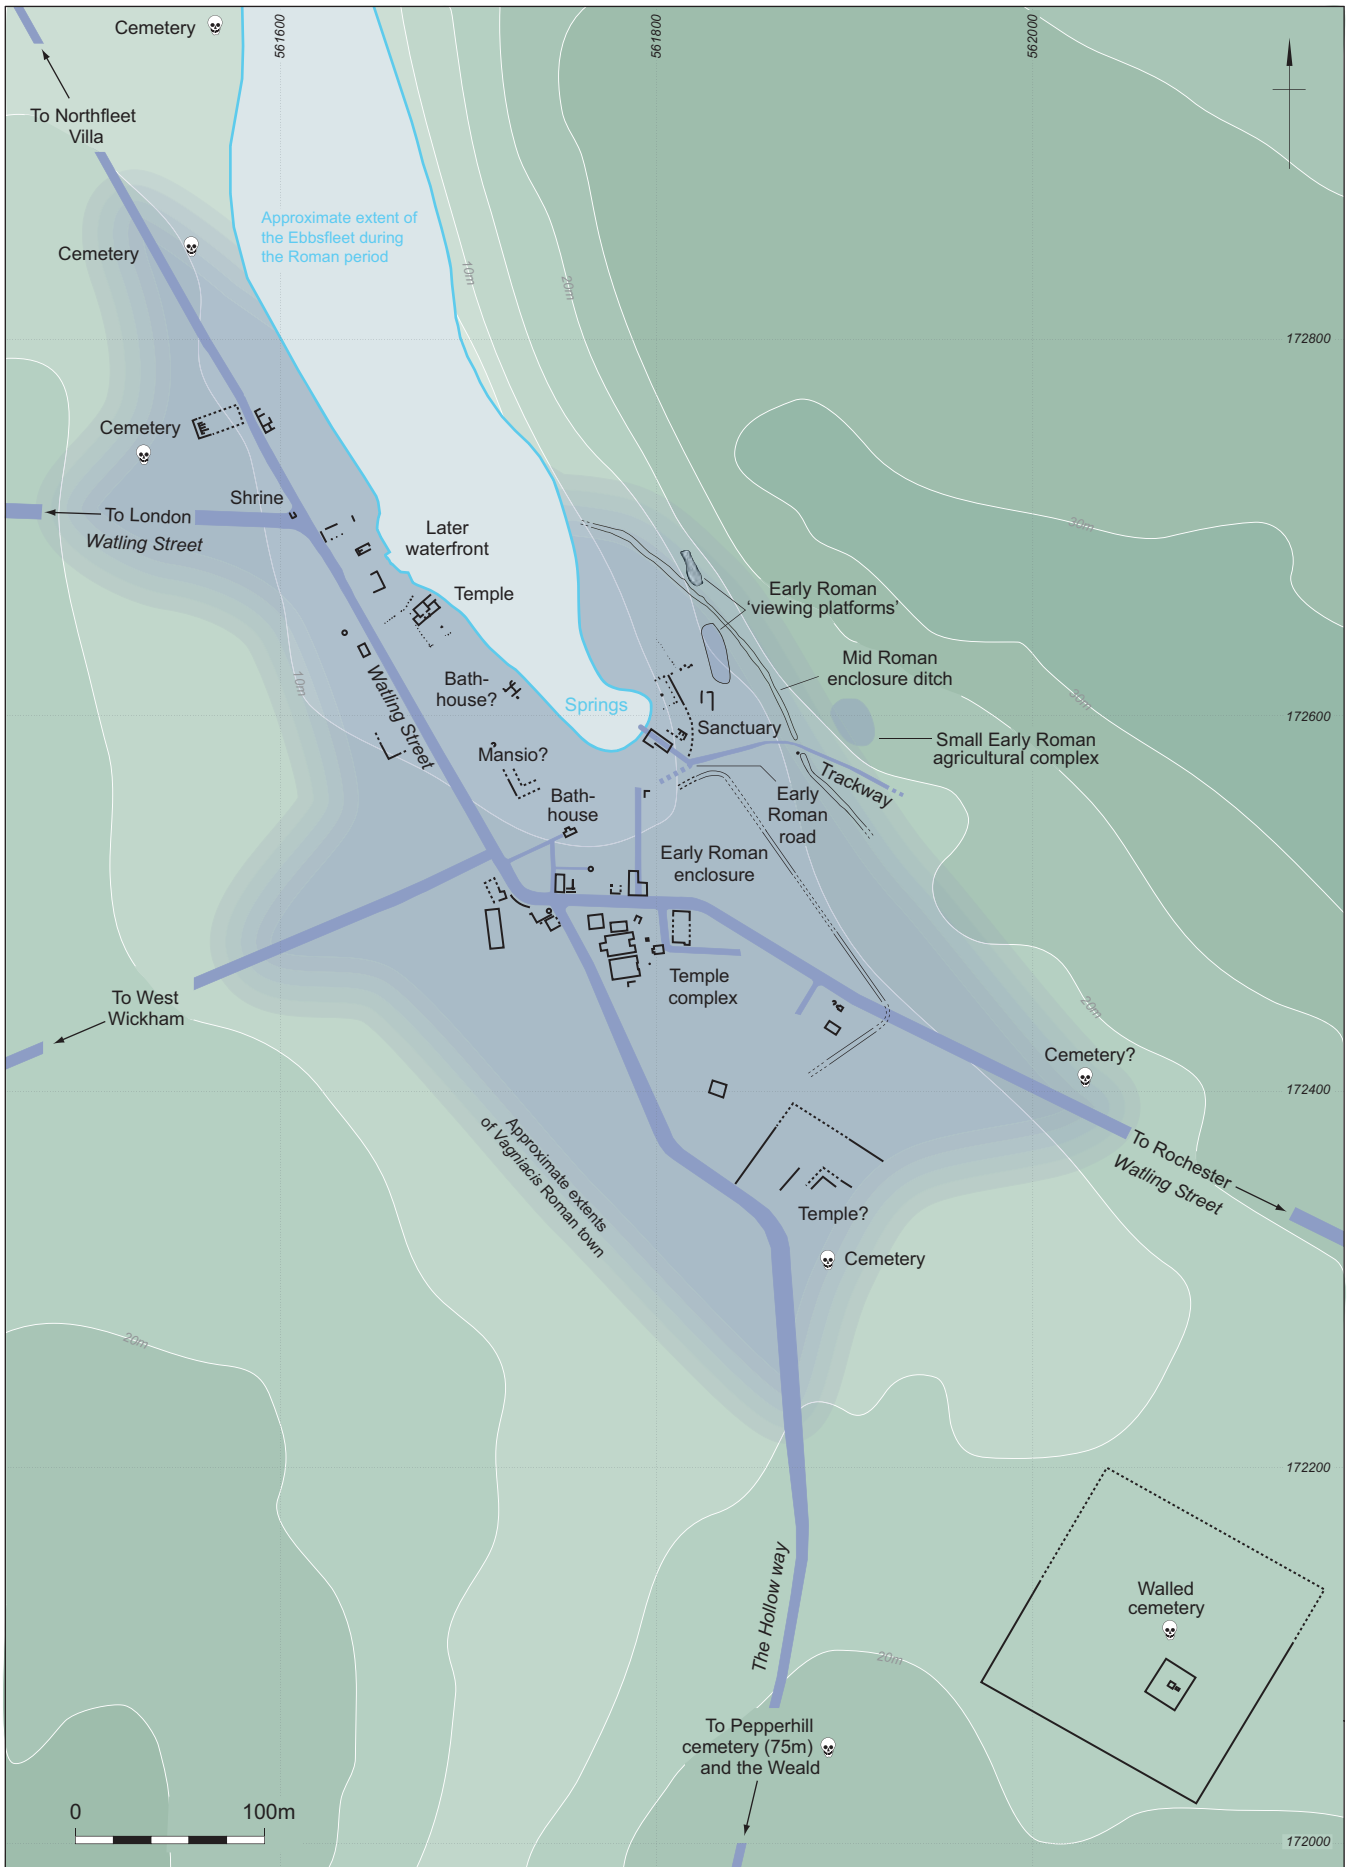 Cemetery
561600
561800
562000
To Northfleet
Villa
Approximate extent of
the Ebbsfleet during
the Roman period
Cemetery
10m
20m
172800
Cemetery
Shrine
To London
Watling Street
Later
waterfront
30m
Temple
Early Roman
'viewing platforms'
Mid Roman
enclosure ditch
10m
Watling Street
Bath-
house?
Springs
Sanctuary
30m
172600
Small Early Roman
agricultural complex
Mansio?
Trackway
Bath-
house
Early
Roman
road
Early Roman
enclosure
Temple
complex
To West
Wickham
20m
Cemetery?
172400
Approximate extents
of Vagniacis Roman town
To Rochester
Watling Street
Temple?
Cemetery
20m
172200
The Hollow way
Walled
cemetery
20m
To Pepperhill
cemetery (75m)
and the Weald
0 100m
172000